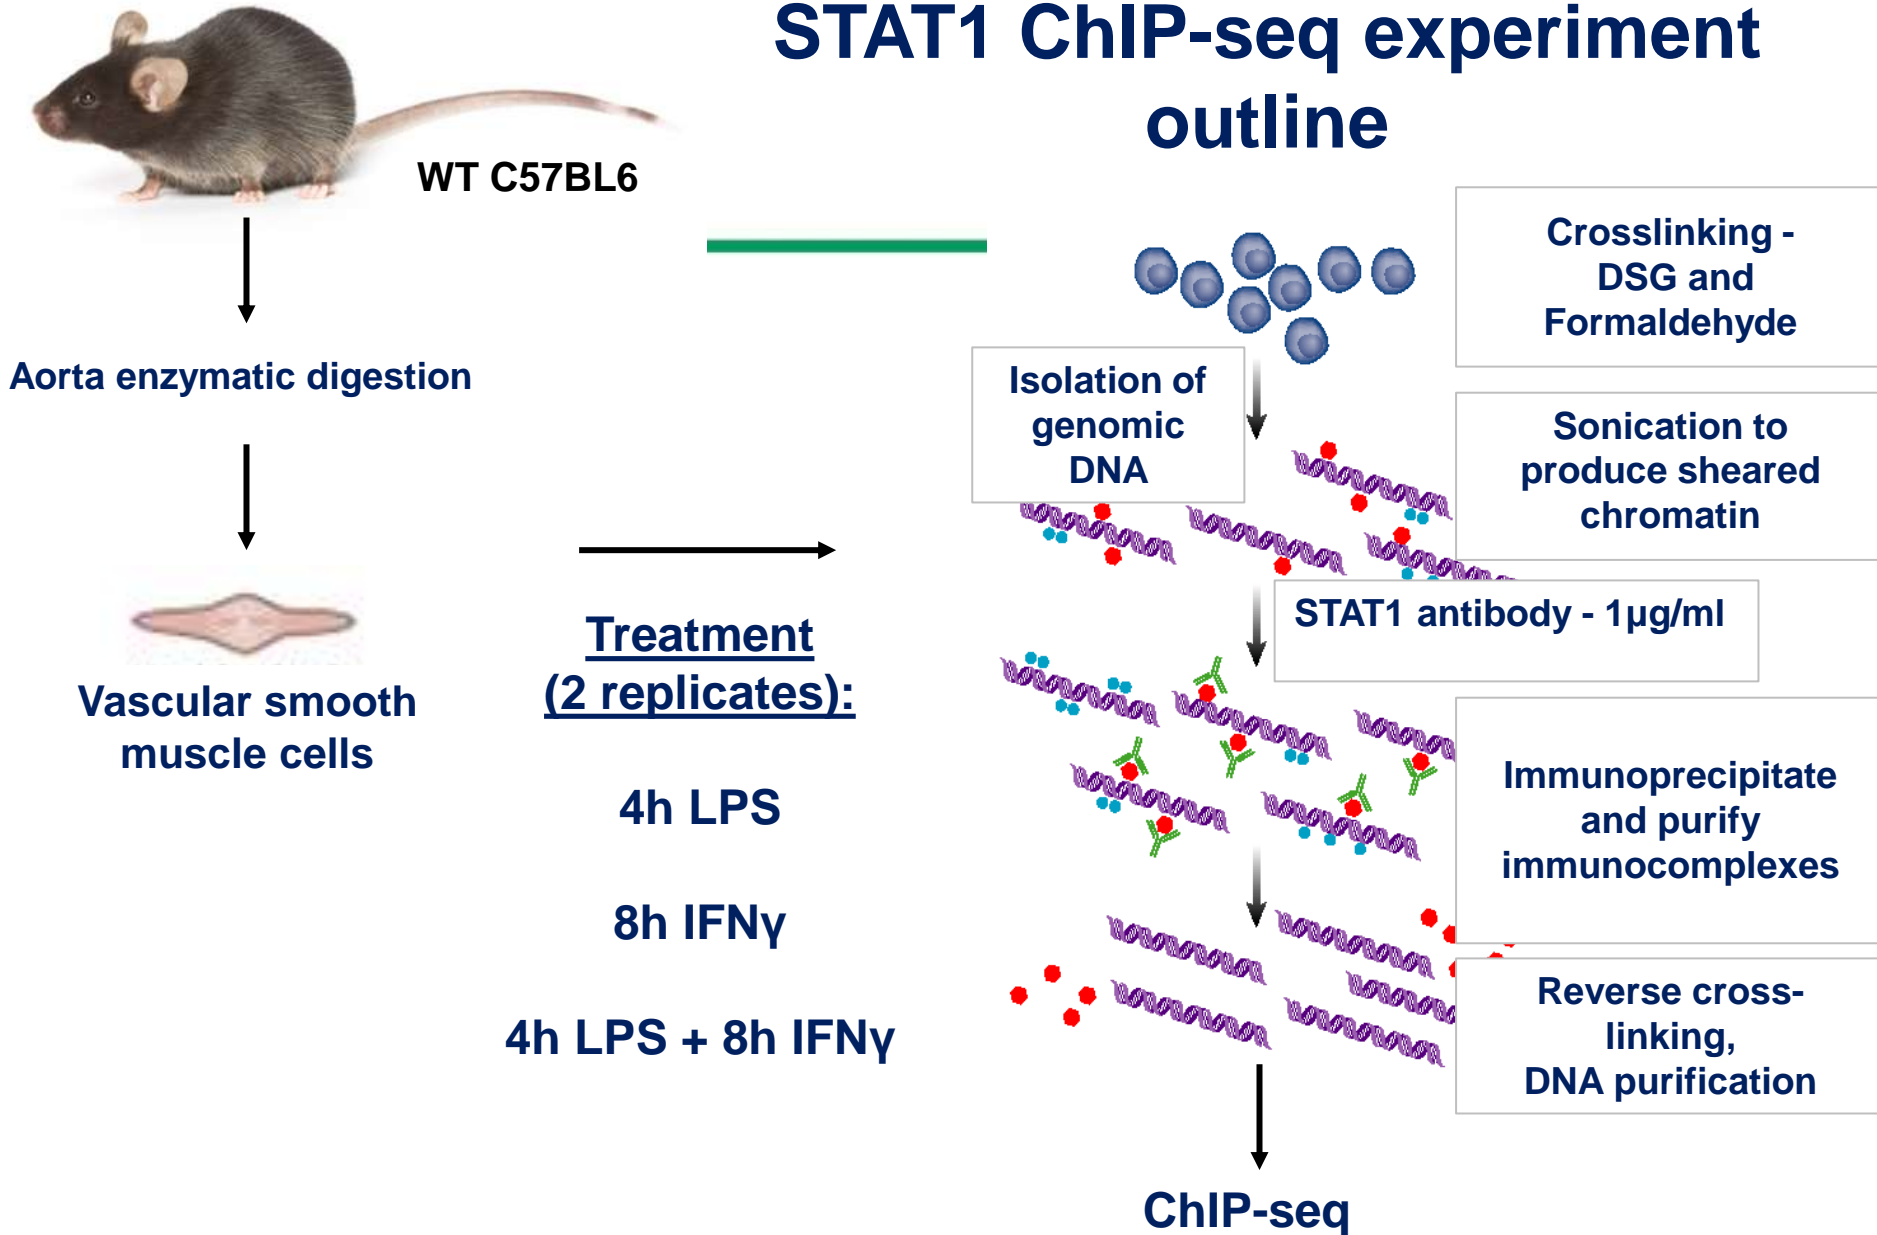 STAT1 ChIP-seq experiment
outline
WT C57BL6
Aorta enzymatic digestion
Vascular smooth
muscle cells
Treatment
(2 replicates):
4h LPS
8h IFNγ
4h LPS + 8h IFNγ
Crosslinking -
DSG and
Formaldehyde
Isolation of
genomic
DNA
Sonication to
produce sheared
chromatin
STAT1 antibody - 1μg/ml
Immunoprecipitate
and purify
immunocomplexes
Reverse cross-
linking,
DNA purification
ChIP-seq